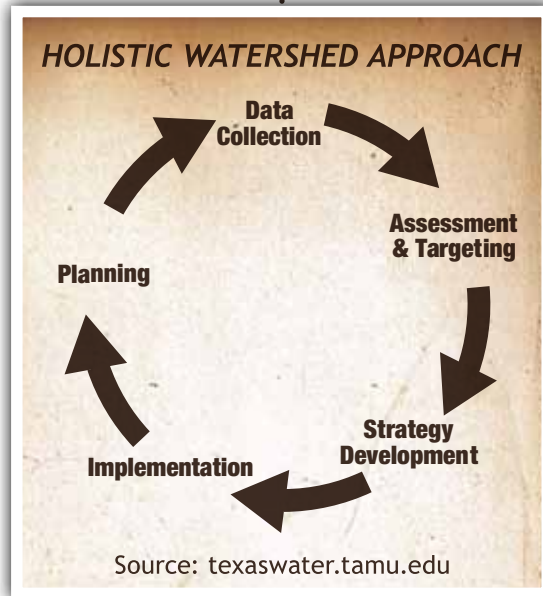 HOLISTIC WATERSHED APPROACH
Data
Collection
Assessment
& Targeting
Strategy
Development
Implementation
Planning
Source: texaswater.tamu.edu